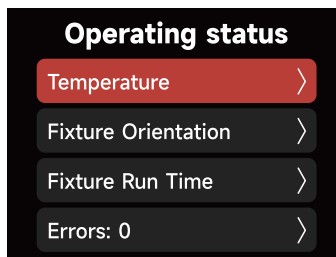 Operating status
Temperature
Fixture Orientation
Fixture Run Time
Errors: 0